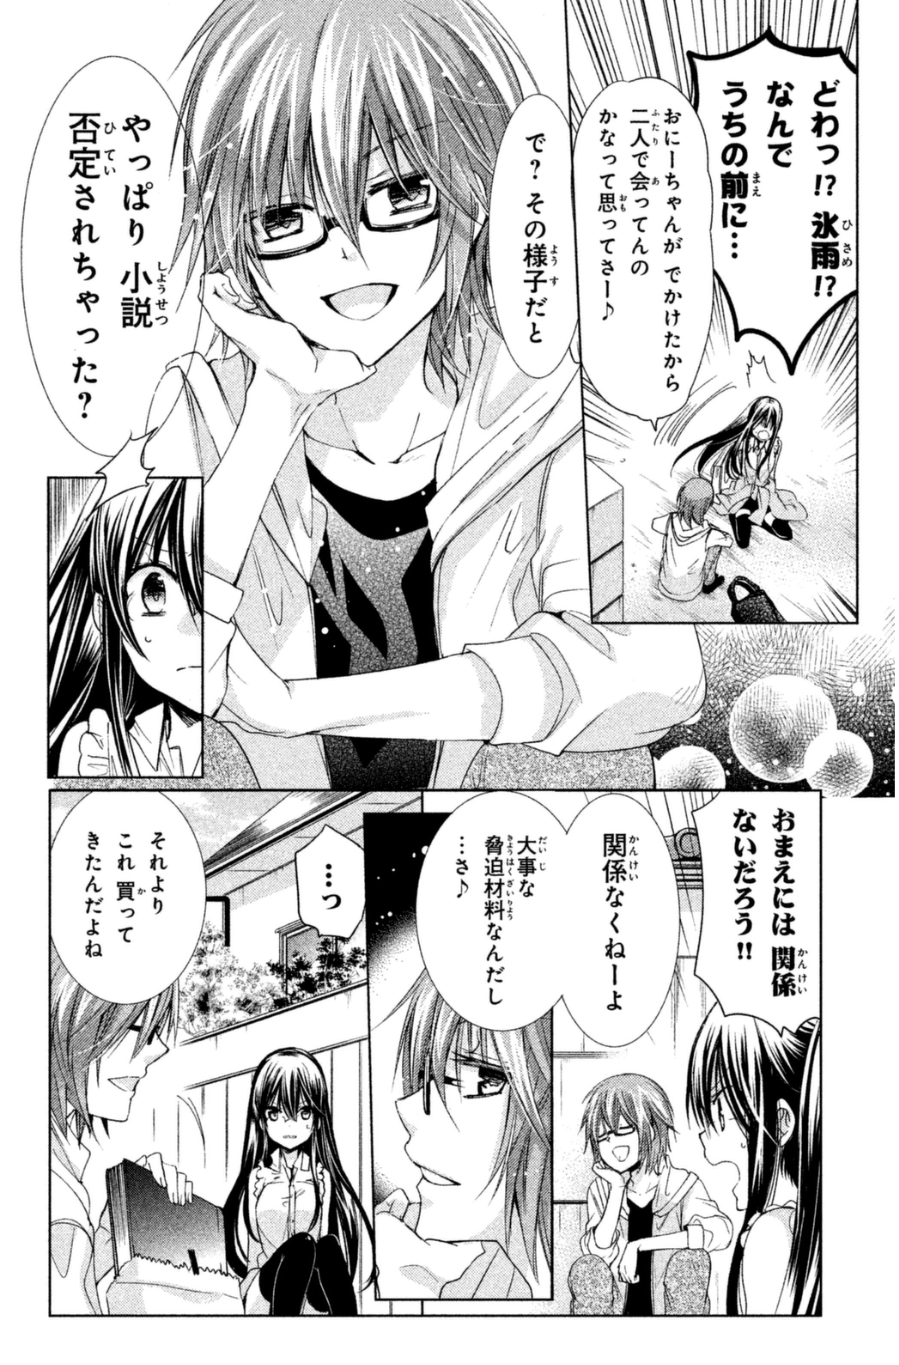 どわっ!? 氷雨!?
なんで
うちの前に…
おにーちゃんが でかけたから
二人で会ってんの
かなって思ってさー♪
で? その様子だと
やっぱり 小説
否定されちゃった?
おまえには 関係
ないだろう!!
関係なくねーよ
大事な
脅迫材料なんだし
…さ♪
…っ
それより
これ 買って
きたんだよね